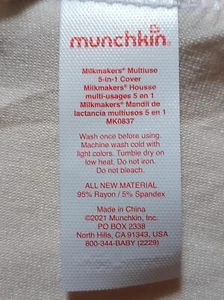 munchkin®
Milkmakers® Multiuse
5-in-1 Cover
Milkmakers® Housse
multi-usages 5 en 1
Milkmakers® Mandil de
lactancia multiusos 5 en 1
MK0837
Wash once before using.
Machine wash cold with
light colors. Tumble dry on
low heat. Do not iron.
Do not bleach.
ALL NEW MATERIAL
95% Rayon / 5% Spandex
Made in China
©2021 Munchkin, Inc.
PO BOX 2338
North Hills, CA 91343, USA
800-344-BABY (2229)